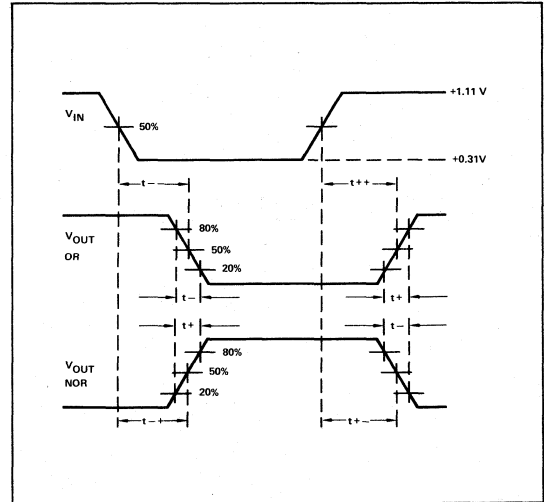 +1.11 V
VIN
50%
+0.31V
t−
t++
VOUT
OR
80%
50%
20%
t−
t+
t+
t−
VOUT
NOR
80%
50%
20%
t−+
t+−